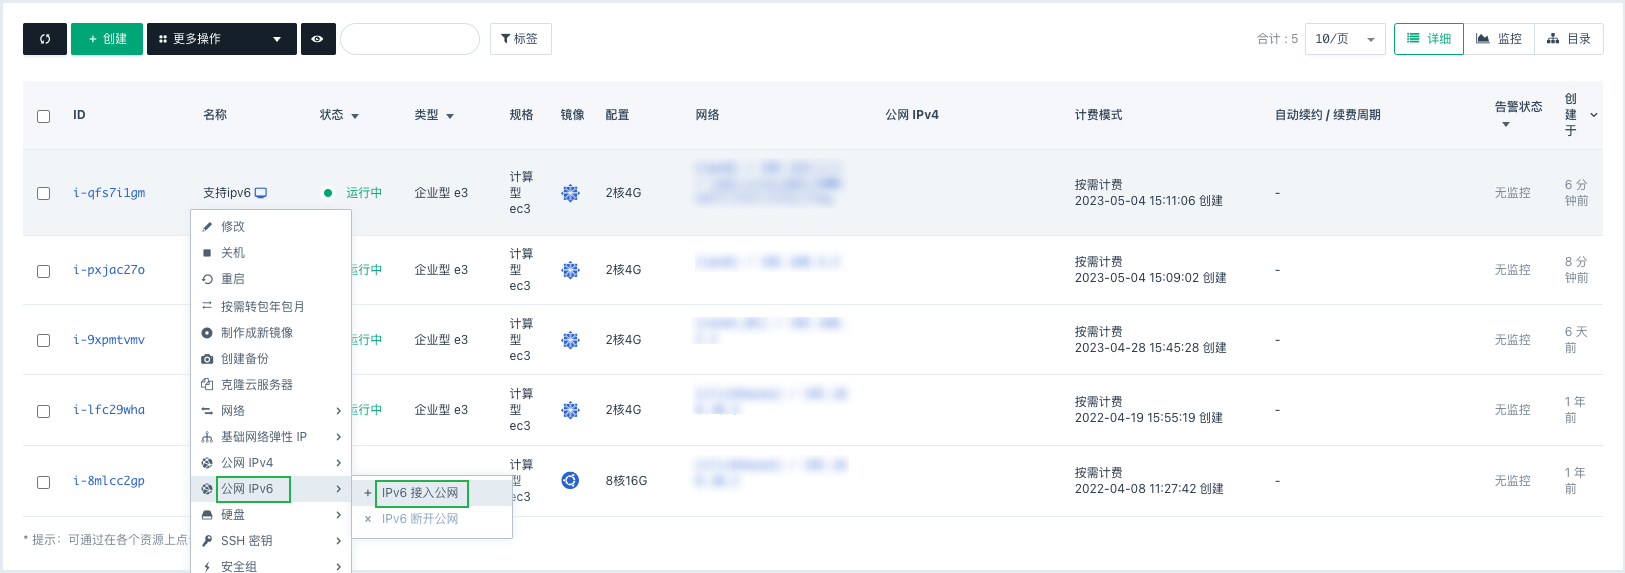 + 创建 更多操作 标签 合计 : 5 10/页 详细 监控 目录
ID 名称 状态 类型 规格 镜像 配置 网络 公网 IPv4 计费模式 自动续约 / 续费周期 告警状态 创建于
i-qfs7i1gm 支持ipv6 运行中 企业型 e3 计算型 ec3 2核4G 按需计费 - 无监控 6 分钟前
2023-05-04 15:11:06 创建
修改
关机
i-pxjac27o 运行中 企业型 e3 计算型 ec3 2核4G 按需计费 - 无监控 8 分钟前
2023-05-04 15:09:02 创建
重启
按需转包年包月
制作成新镜像
i-9xpmtvmv 运行中 企业型 e3 计算型 ec3 2核4G 按需计费 - 无监控 6 天前
2023-04-28 15:45:28 创建
创建备份
克隆云服务器
i-lfc29wha 运行中 企业型 e3 计算型 ec3 2核4G 按需计费 - 无监控 1 年前
2022-04-19 15:55:19 创建
网络
基础网络弹性 IP
公网 IPv4
i-8mlcc2gp 计算型 ec3 8核16G 按需计费 - 无监控 1 年前
2022-04-08 11:27:42 创建
公网 IPv6
+ IPv6 接入公网
× IPv6 断开公网
硬盘
* 提示：可通过在各个资源上点
SSH 密钥
安全组